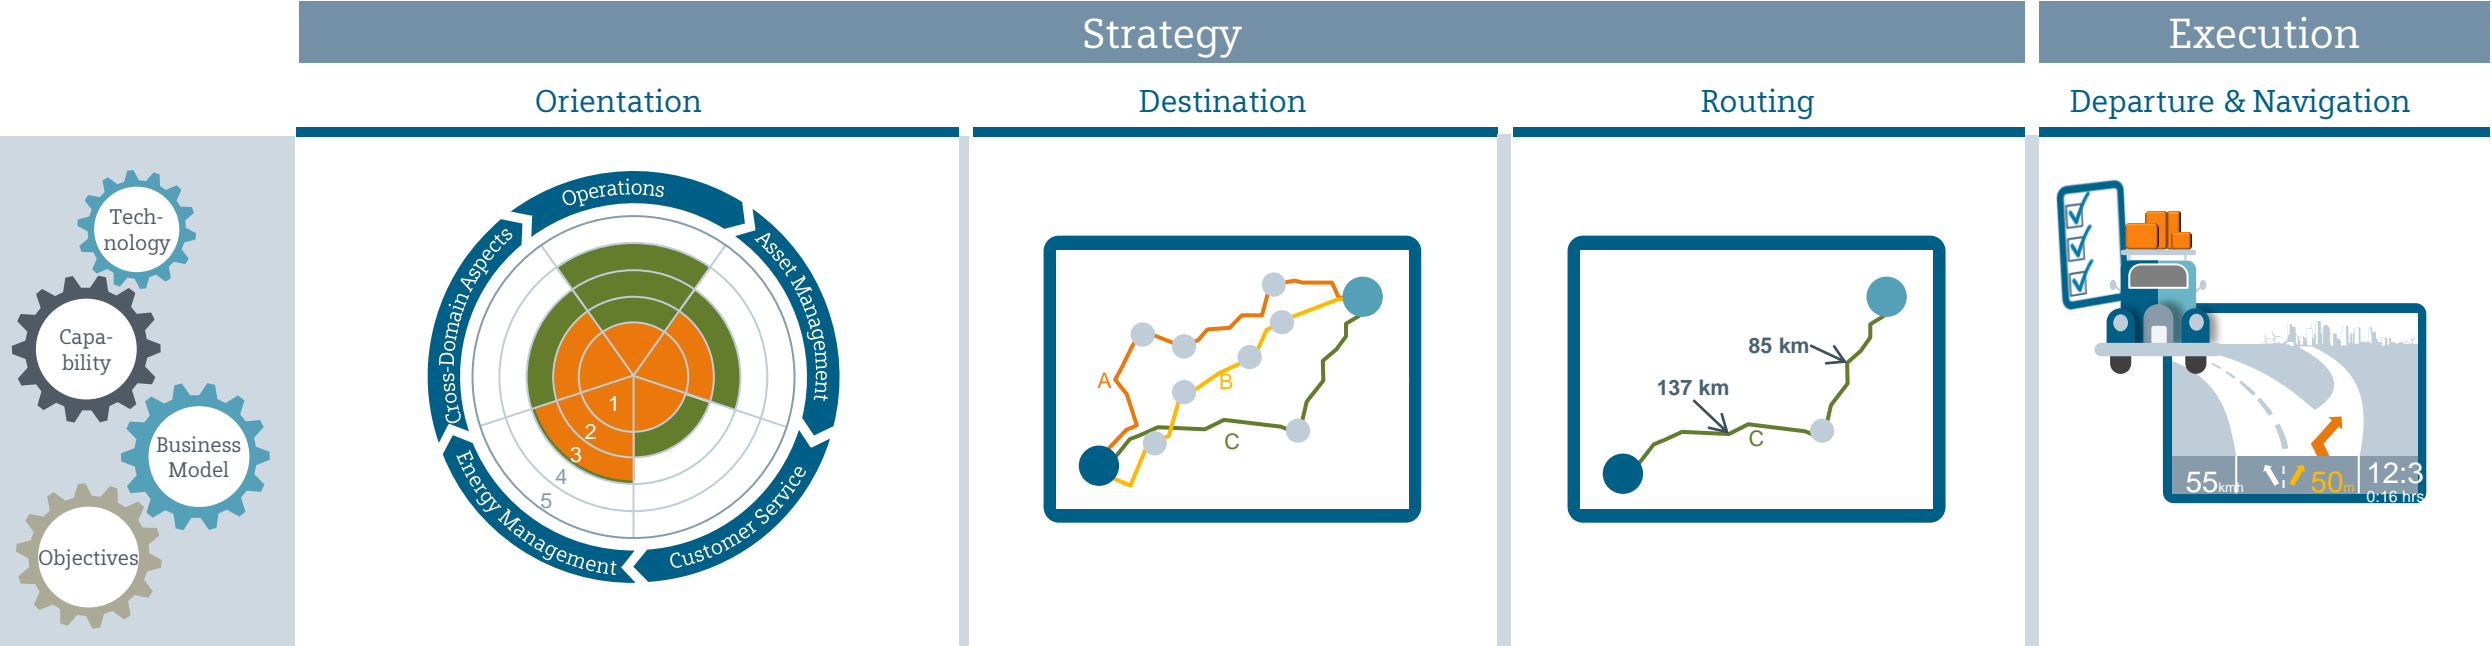 Strategy
Execution
Orientation
Destination
Routing
Departure & Navigation
Tech-
nology
Capa-
bility
Business
Model
Objectives
Operations
Asset Management
Customer Service
Energy Management
Cross-Domain Aspects
1
2
3
4
5
A
B
C
85 km
137 km
C
55kmh
50m
12:3
0:16 hrs